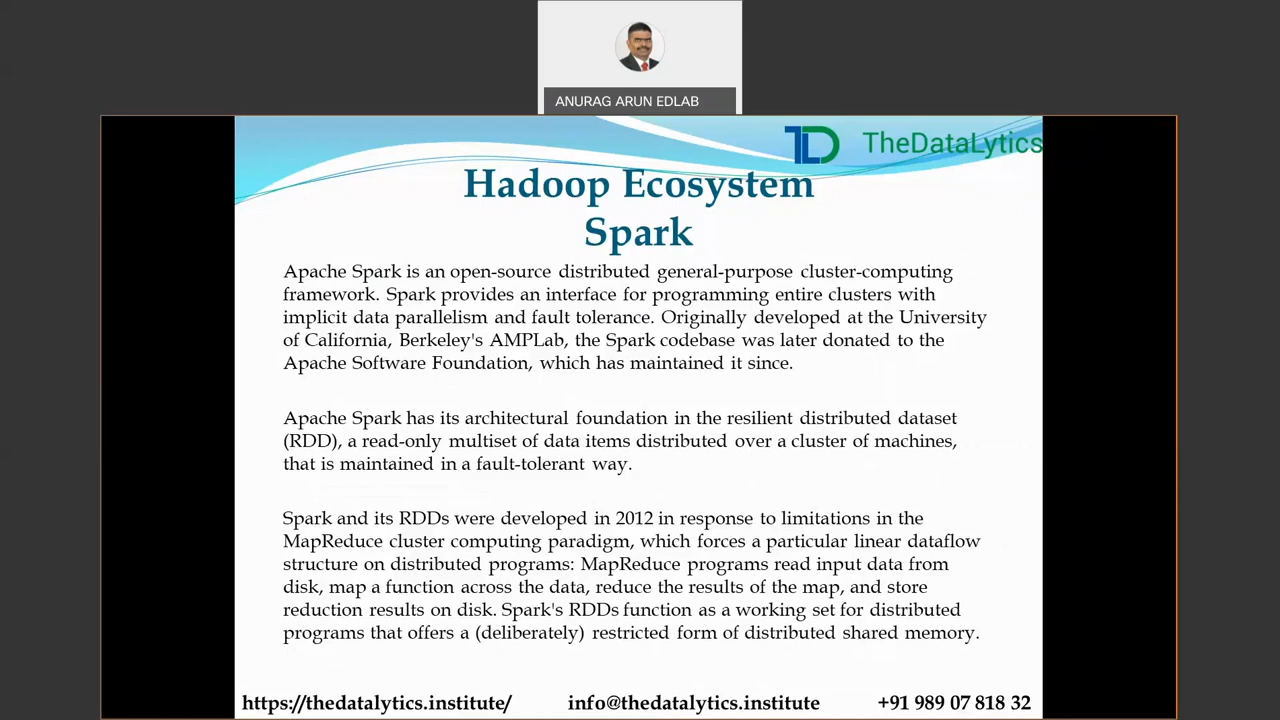 ANURAG ARUN EDLAB
TheDataLytics
Hadoop Ecosystem
Spark
Apache Spark is an open-source distributed general-purpose cluster-computing
framework. Spark provides an interface for programming entire clusters with
implicit data parallelism and fault tolerance. Originally developed at the University
of California, Berkeley's AMPLab, the Spark codebase was later donated to the
Apache Software Foundation, which has maintained it since.
Apache Spark has its architectural foundation in the resilient distributed dataset
(RDD), a read-only multiset of data items distributed over a cluster of machines,
that is maintained in a fault-tolerant way.
Spark and its RDDs were developed in 2012 in response to limitations in the
MapReduce cluster computing paradigm, which forces a particular linear dataflow
structure on distributed programs: MapReduce programs read input data from
disk, map a function across the data, reduce the results of the map, and store
reduction results on disk. Spark's RDDs function as a working set for distributed
programs that offers a (deliberately) restricted form of distributed shared memory.
https://thedatalytics.institute/ info@thedatalytics.institute +91 989 07 818 32